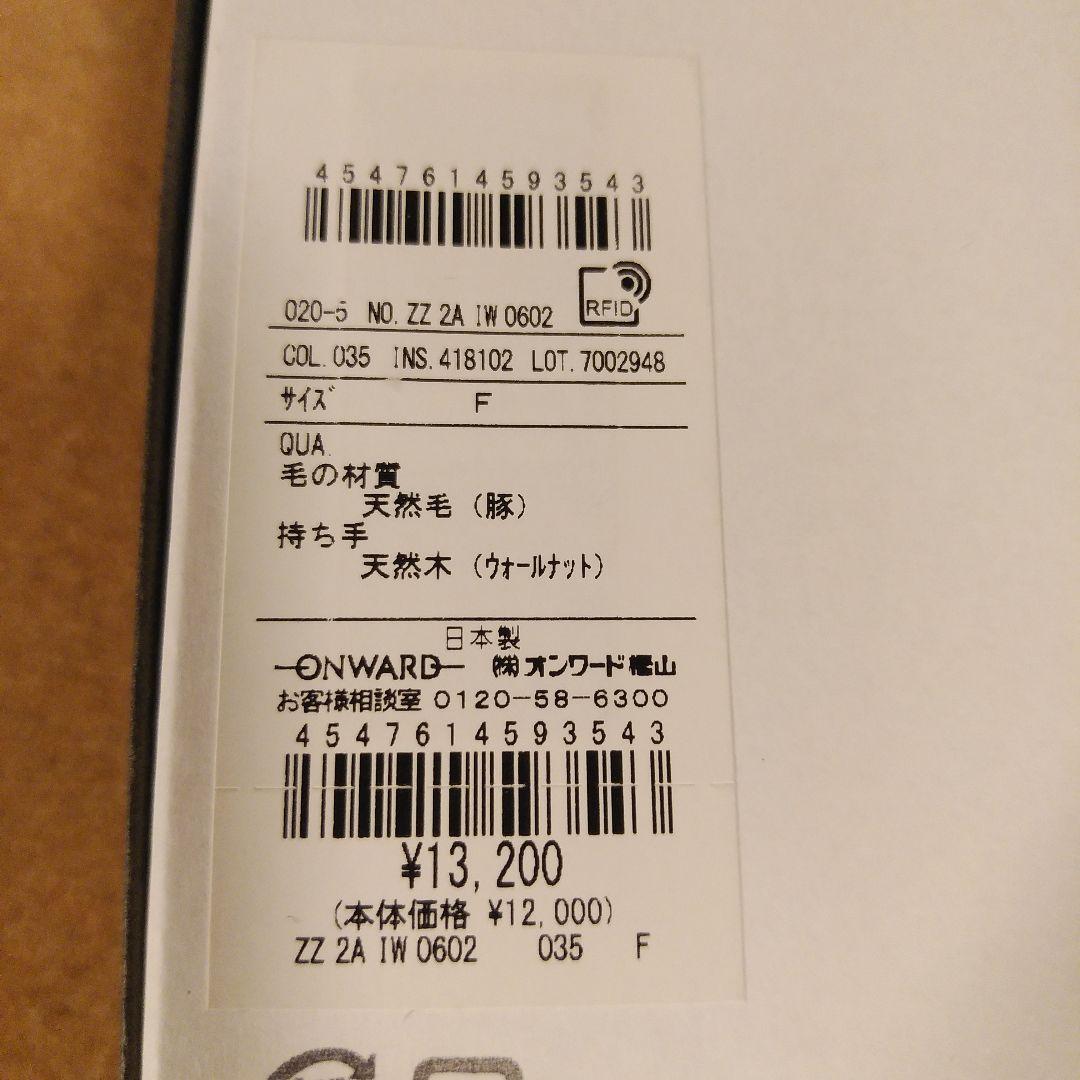 4547614593543
RFID
020-5 NO. ZZ 2A IW 0602
COL. 035 INS. 418102 LOT. 7002948
サイズ F
QUA.
毛の材質
天然毛 (豚)
持ち手
天然木 (ウォールナット)
日本製
ONWARD ㈱オンワード樫山
お客様相談室 0120-58-6300
4547614593543
¥13,200
(本体価格 ¥12,000)
ZZ 2A IW 0602 035 F